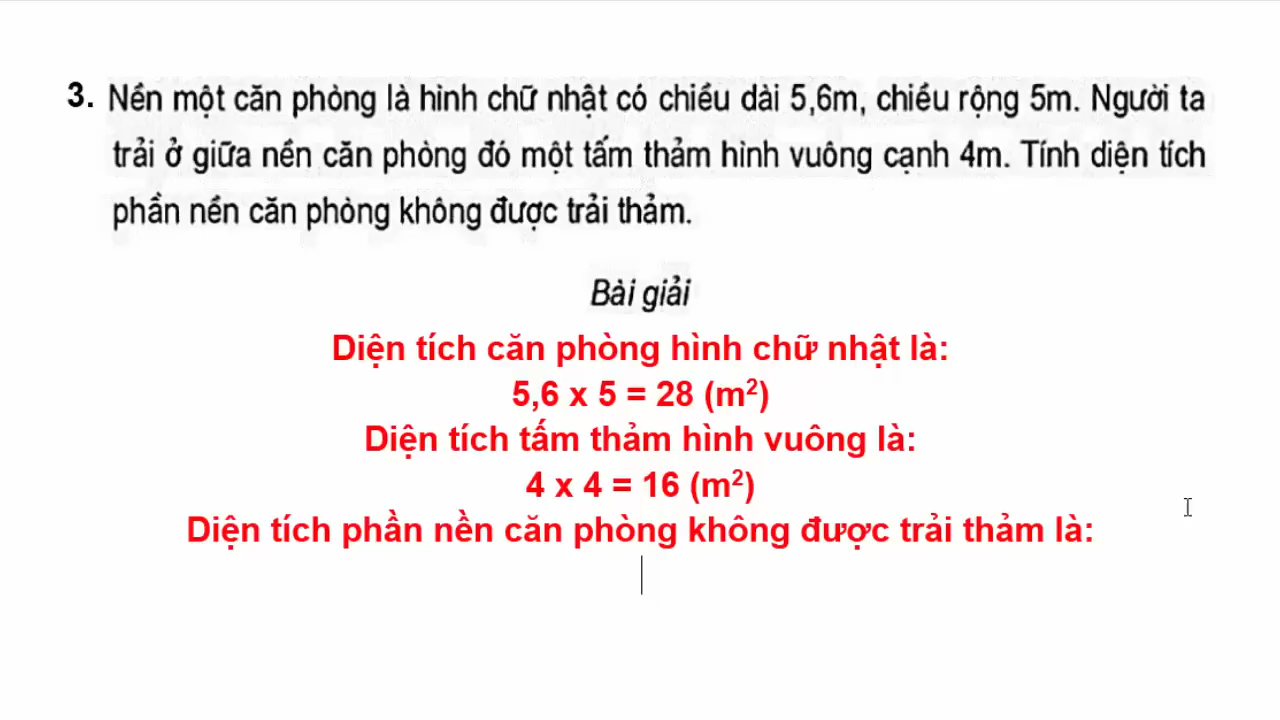 3. Nền một căn phòng là hình chữ nhật có chiều dài 5,6m, chiều rộng 5m. Người ta
trải ở giữa nền căn phòng đó một tấm thảm hình vuông cạnh 4m. Tính diện tích
phần nền căn phòng không được trải thảm.
Bài giải
Diện tích căn phòng hình chữ nhật là:
5,6 x 5 = 28 (m²)
Diện tích tấm thảm hình vuông là:
4 x 4 = 16 (m²)
Diện tích phần nền căn phòng không được trải thảm là: